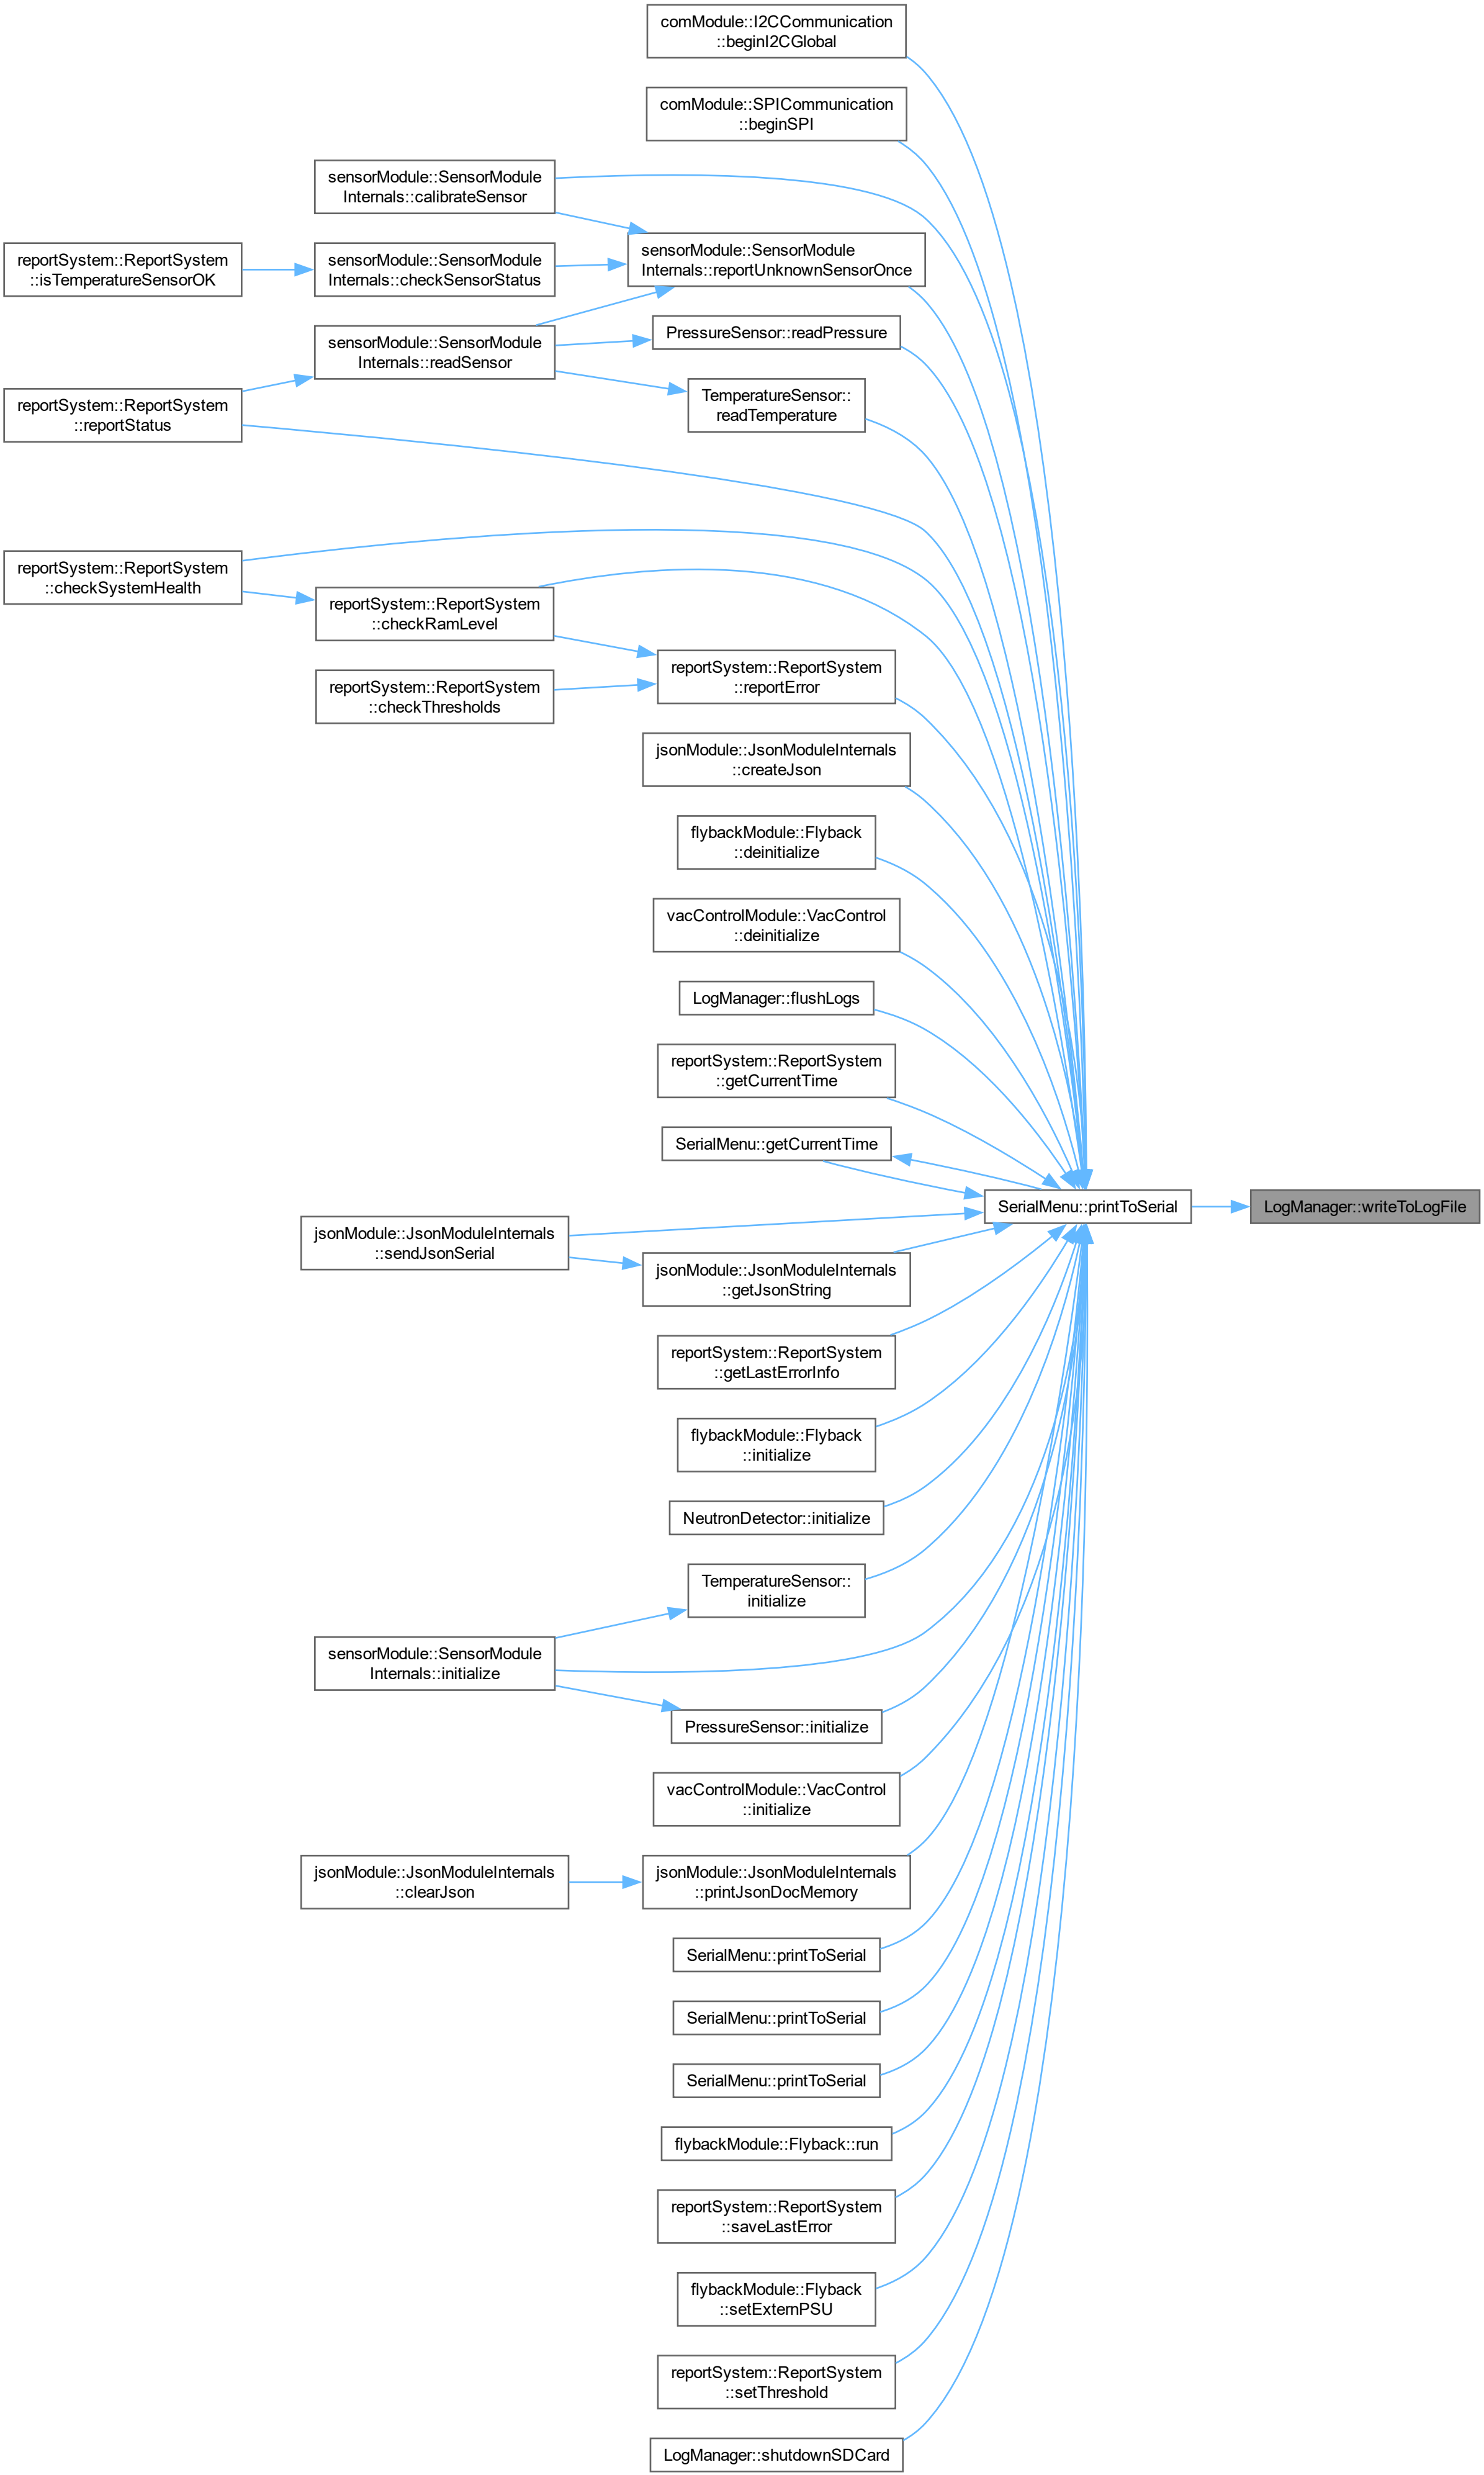 comModule::I2CCommunication
::beginI2CGlobal
comModule::SPICommunication
::beginSPI
sensorModule::SensorModule
Internals::calibrateSensor
sensorModule::SensorModule
Internals::reportUnknownSensorOnce
reportSystem::ReportSystem
::isTemperatureSensorOK
sensorModule::SensorModule
Internals::checkSensorStatus
sensorModule::SensorModule
Internals::readSensor
PressureSensor::readPressure
TemperatureSensor::
readTemperature
reportSystem::ReportSystem
::reportStatus
reportSystem::ReportSystem
::checkSystemHealth
reportSystem::ReportSystem
::checkRamLevel
reportSystem::ReportSystem
::reportError
reportSystem::ReportSystem
::checkThresholds
jsonModule::JsonModuleInternals
::createJson
flybackModule::Flyback
::deinitialize
vacControlModule::VacControl
::deinitialize
LogManager::flushLogs
reportSystem::ReportSystem
::getCurrentTime
SerialMenu::getCurrentTime
SerialMenu::printToSerial
LogManager::writeToLogFile
jsonModule::JsonModuleInternals
::sendJsonSerial
jsonModule::JsonModuleInternals
::getJsonString
reportSystem::ReportSystem
::getLastErrorInfo
flybackModule::Flyback
::initialize
NeutronDetector::initialize
TemperatureSensor::
initialize
sensorModule::SensorModule
Internals::initialize
PressureSensor::initialize
vacControlModule::VacControl
::initialize
jsonModule::JsonModuleInternals
::clearJson
jsonModule::JsonModuleInternals
::printJsonDocMemory
SerialMenu::printToSerial
SerialMenu::printToSerial
SerialMenu::printToSerial
flybackModule::Flyback::run
reportSystem::ReportSystem
::saveLastError
flybackModule::Flyback
::setExternPSU
reportSystem::ReportSystem
::setThreshold
LogManager::shutdownSDCard